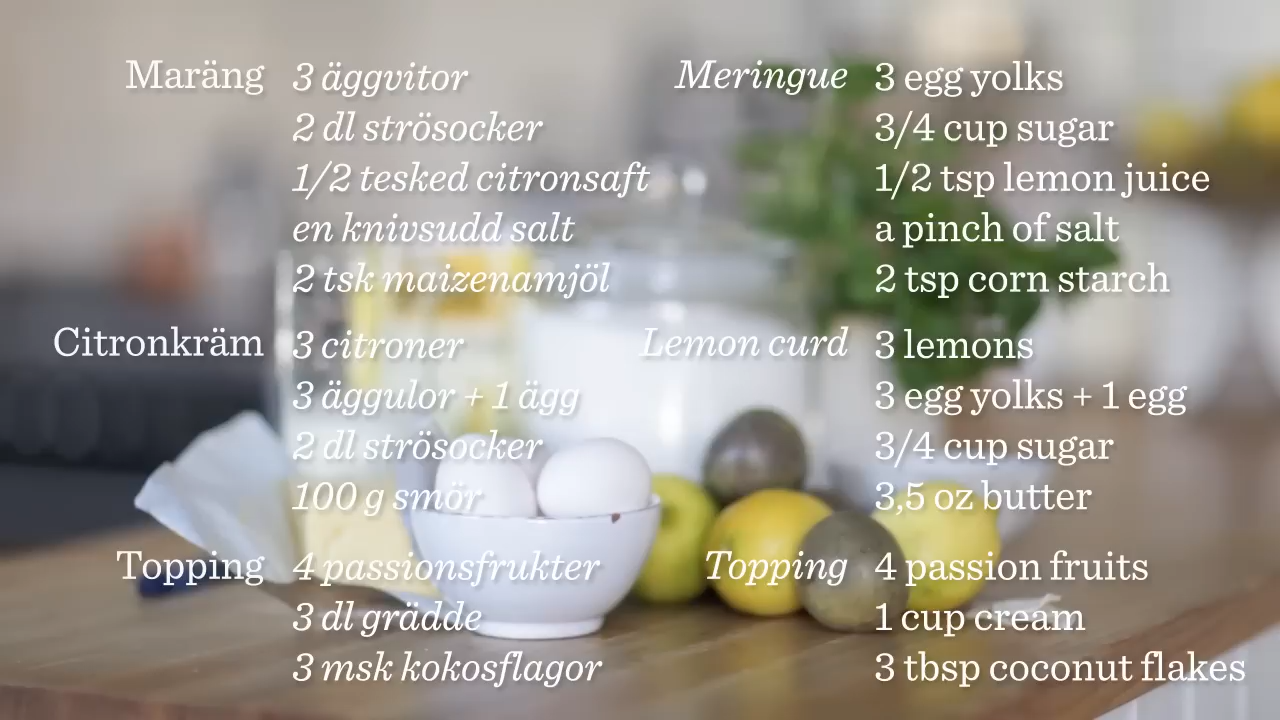 Maräng 3 äggvitor
2 dl strösocker
1/2 tesked citronsaft
en knivsudd salt
2 tsk maizenamjöl
Citronkräm 3 citroner
3 äggulor + 1 ägg
2 dl strösocker
100 g smör
Topping 4 passionsfrukter
3 dl grädde
3 msk kokosflagor
Meringue 3 egg yolks
3/4 cup sugar
1/2 tsp lemon juice
a pinch of salt
2 tsp corn starch
Lemon curd 3 lemons
3 egg yolks + 1 egg
3/4 cup sugar
3,5 oz butter
Topping 4 passion fruits
1 cup cream
3 tbsp coconut flakes